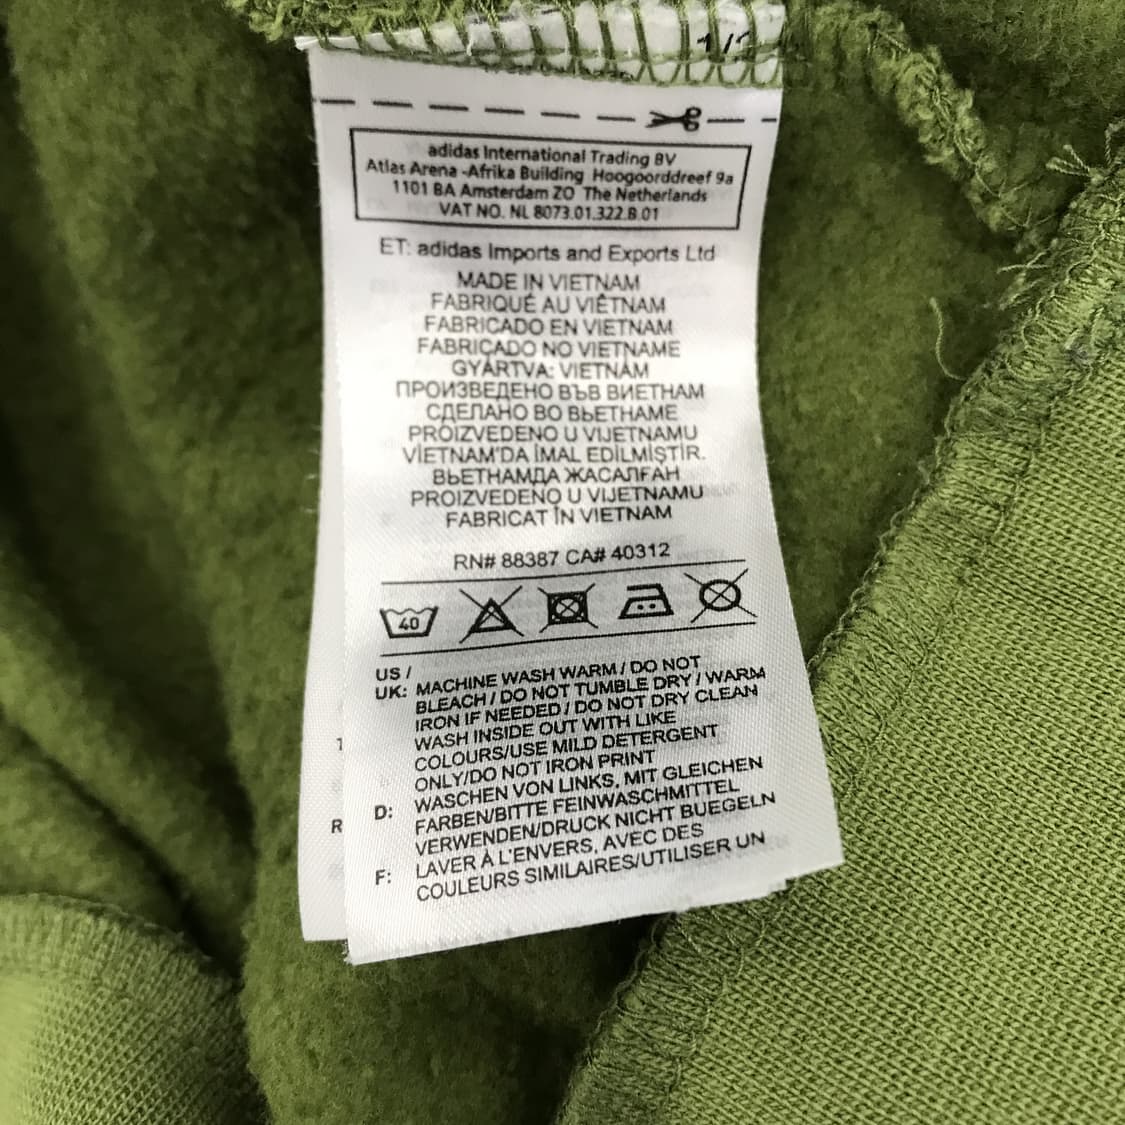 1/
adidas International Trading BV
Atlas Arena -Afrika Building Hoogoorddreef 9a
1101 BA Amsterdam ZO The Netherlands
VAT NO. NL 8073.01.322.B.01
ET: adidas Imports and Exports Ltd
MADE IN VIETNAM
FABRIQUÉ AU VIÊTNAM
FABRICADO EN VIETNAM
FABRICADO NO VIETNAME
GYÁRTVA: VIETNÁM
ПРОИЗВЕДЕНО ВЪВ ВИЕТНАМ
СДЕЛАНО ВО ВЬЕТНАМЕ
PROIZVEDENO U VIJETNAMU
VİETNAM'DA İMAL EDİLMİŞTİR.
ВЬЕТНАМДА ЖАСАЛҒАН
PROIZVEDENO U VIJETNAMU
FABRICAT ÎN VIETNAM
RN# 88387 CA# 40312
40
US /
UK: MACHINE WASH WARM / DO NOT
BLEACH / DO NOT TUMBLE DRY / WARM
IRON IF NEEDED / DO NOT DRY CLEAN
WASH INSIDE OUT WITH LIKE
COLOURS/USE MILD DETERGENT
ONLY/DO NOT IRON PRINT
D: WASCHEN VON LINKS, MIT GLEICHEN
FARBEN/BITTE FEINWASCHMITTEL
VERWENDEN/DRUCK NICHT BUEGELN
F: LAVER À L'ENVERS, AVEC DES
COULEURS SIMILAIRES/UTILISER UN
R